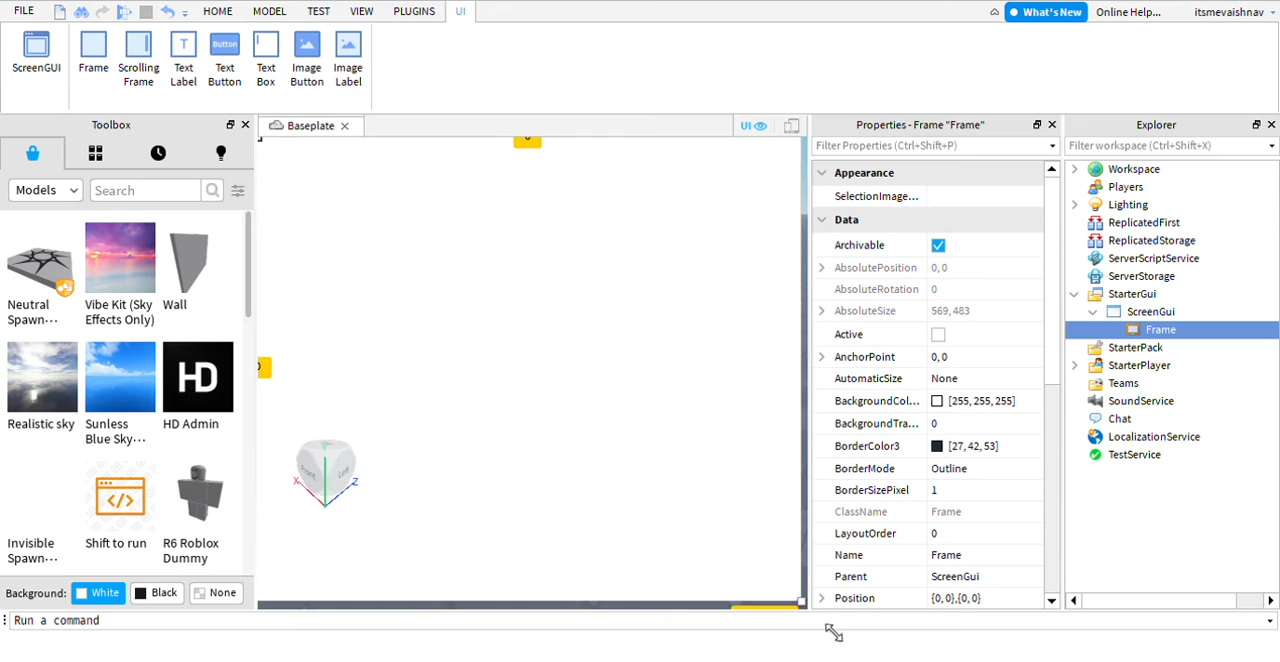 FILE HOME MODEL TEST VIEW PLUGINS UI What's New Online Help... itsmevaishnav
ScreenGUI Frame Scrolling Frame Text Label Button Text Button Text Box Image Button Image Label
Toolbox
Models Search
Neutral Spawn...
Vibe Kit (Sky Effects Only)
Wall
Realistic sky
Sunless Blue Sky...
HD
HD Admin
Invisible Spawn...
Shift to run
R6 Roblox Dummy
Background: White Black None
Baseplate UI
Front Left
X Z
Properties - Frame "Frame"
Filter Properties (Ctrl+Shift+P)
Appearance
SelectionImage...
Data
Archivable
AbsolutePosition 0, 0
AbsoluteRotation 0
AbsoluteSize 569, 483
Active
AnchorPoint 0, 0
AutomaticSize None
BackgroundCol... [255, 255, 255]
BackgroundTra... 0
BorderColor3 [27, 42, 53]
BorderMode Outline
BorderSizePixel 1
ClassName Frame
LayoutOrder 0
Name Frame
Parent ScreenGui
Position {0, 0},{0, 0}
Explorer
Filter workspace (Ctrl+Shift+X)
Workspace
Players
Lighting
ReplicatedFirst
ReplicatedStorage
ServerScriptService
ServerStorage
StarterGui
ScreenGui
Frame
StarterPack
StarterPlayer
Teams
SoundService
Chat
LocalizationService
TestService
Run a command